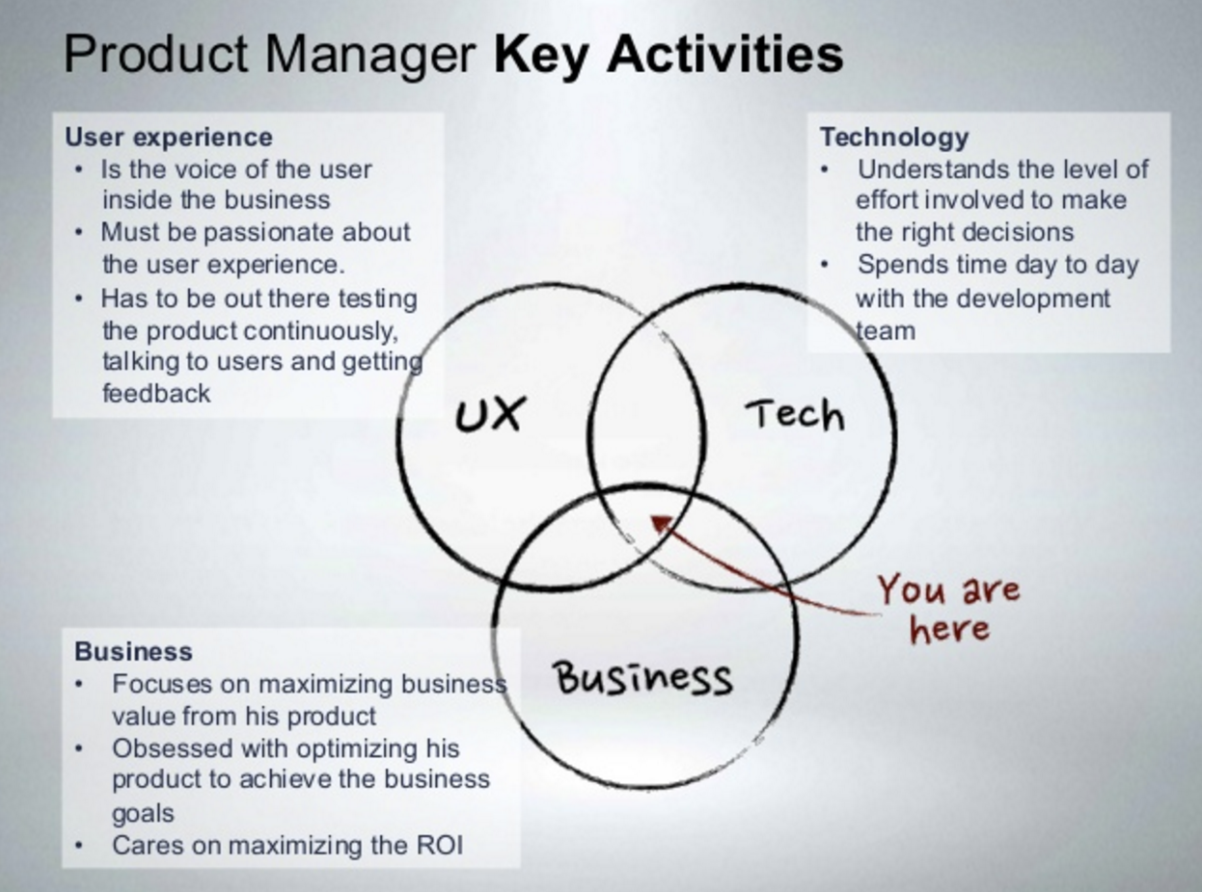 Product Manager Key Activities
User experience
• Is the voice of the user
inside the business
• Must be passionate about
the user experience.
• Has to be out there testing
the product continuously,
talking to users and getting
feedback
Technology
• Understands the level of
effort involved to make
the right decisions
• Spends time day to day
with the development
team
UX
Tech
You are
here
Business
Business
• Focuses on maximizing business
value from his product
• Obsessed with optimizing his
product to achieve the business
goals
• Cares on maximizing the ROI